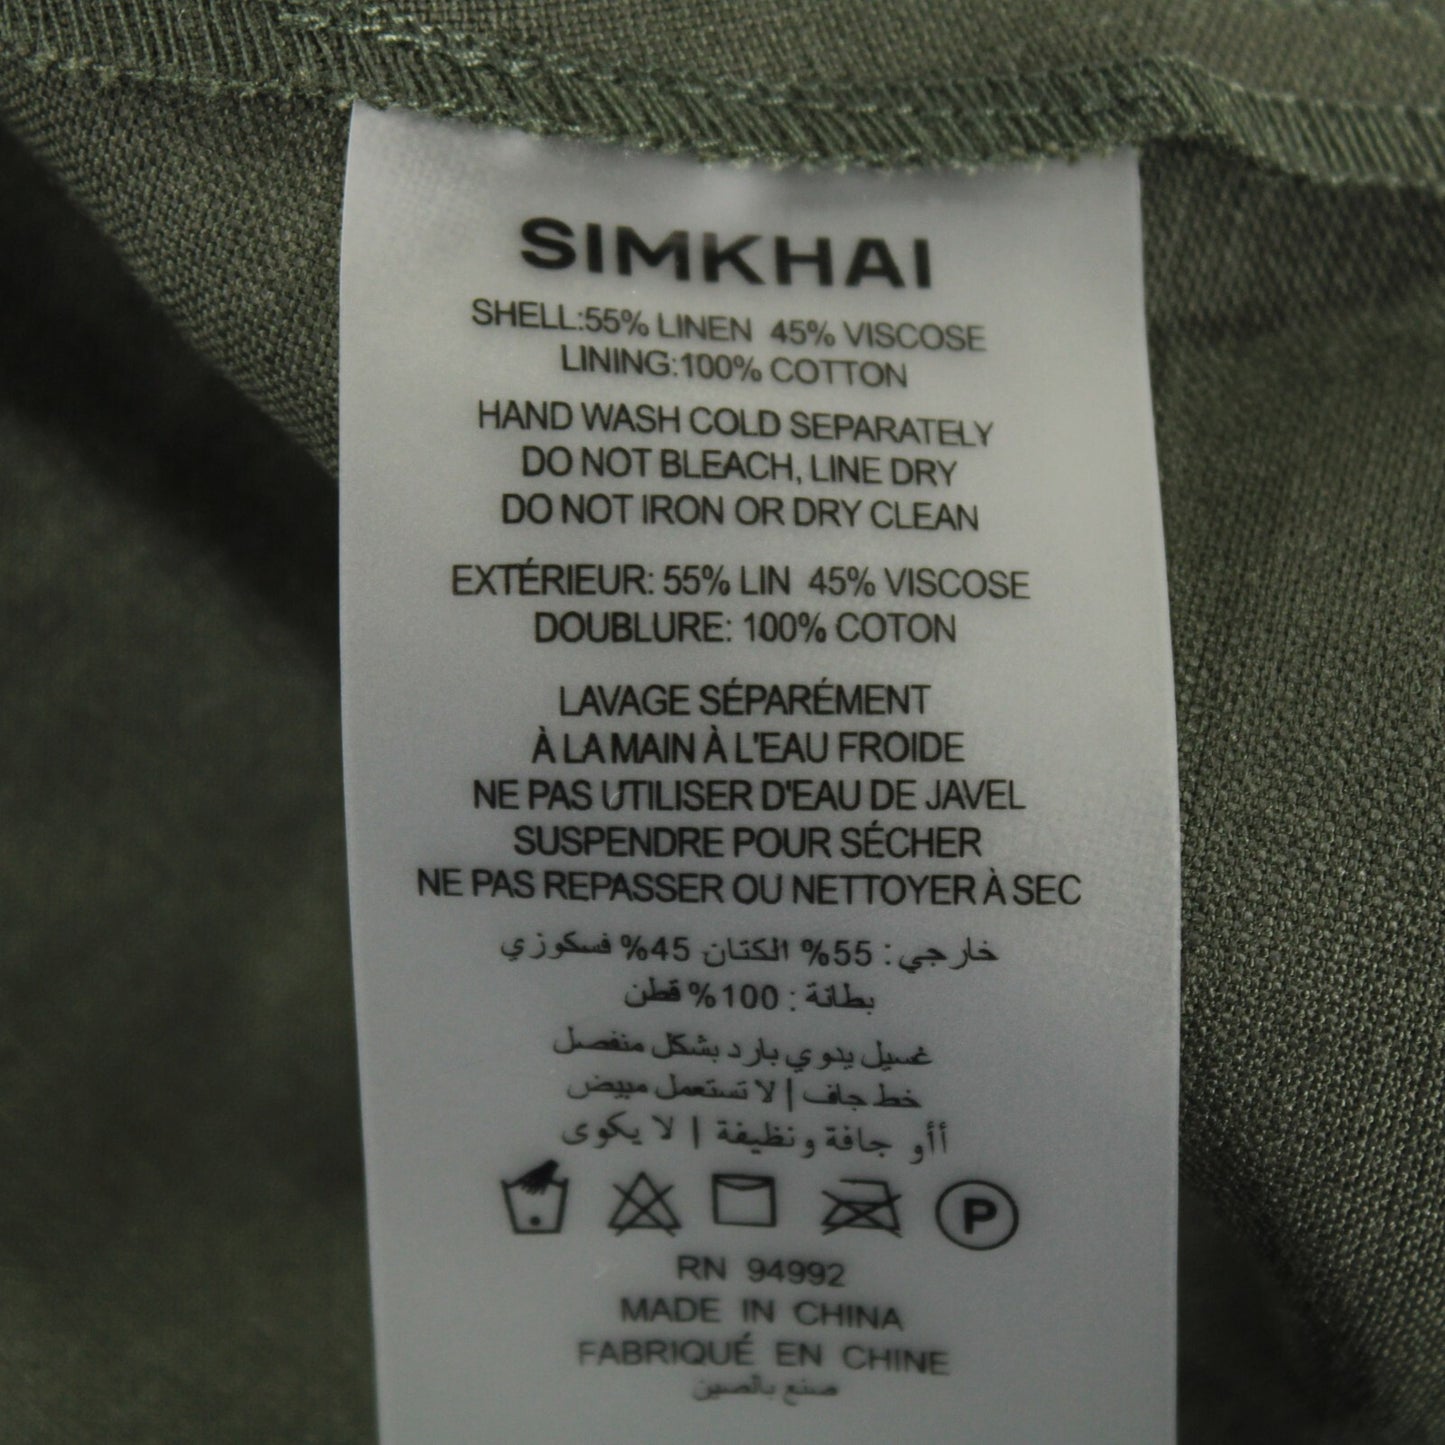 SIMKHAI
SHELL:55% LINEN 45% VISCOSE
LINING:100% COTTON
HAND WASH COLD SEPARATELY
DO NOT BLEACH, LINE DRY
DO NOT IRON OR DRY CLEAN
EXTÉRIEUR: 55% LIN 45% VISCOSE
DOUBLURE: 100% COTON
LAVAGE SÉPARÉMENT
À LA MAIN À L'EAU FROIDE
NE PAS UTILISER D'EAU DE JAVEL
SUSPENDRE POUR SÉCHER
NE PAS REPASSER OU NETTOYER À SEC
خارجي: 55% الكتان 45% فسكوزي
بطانة: 100% قطن
غسيل يدوي بارد بشكل منفصل
خط جاف | لا تستعمل مبيض
أأو جافة ونظيفة | لا يكوى
P
RN 94992
MADE IN CHINA
FABRIQUÉ EN CHINE
صنع بالصين